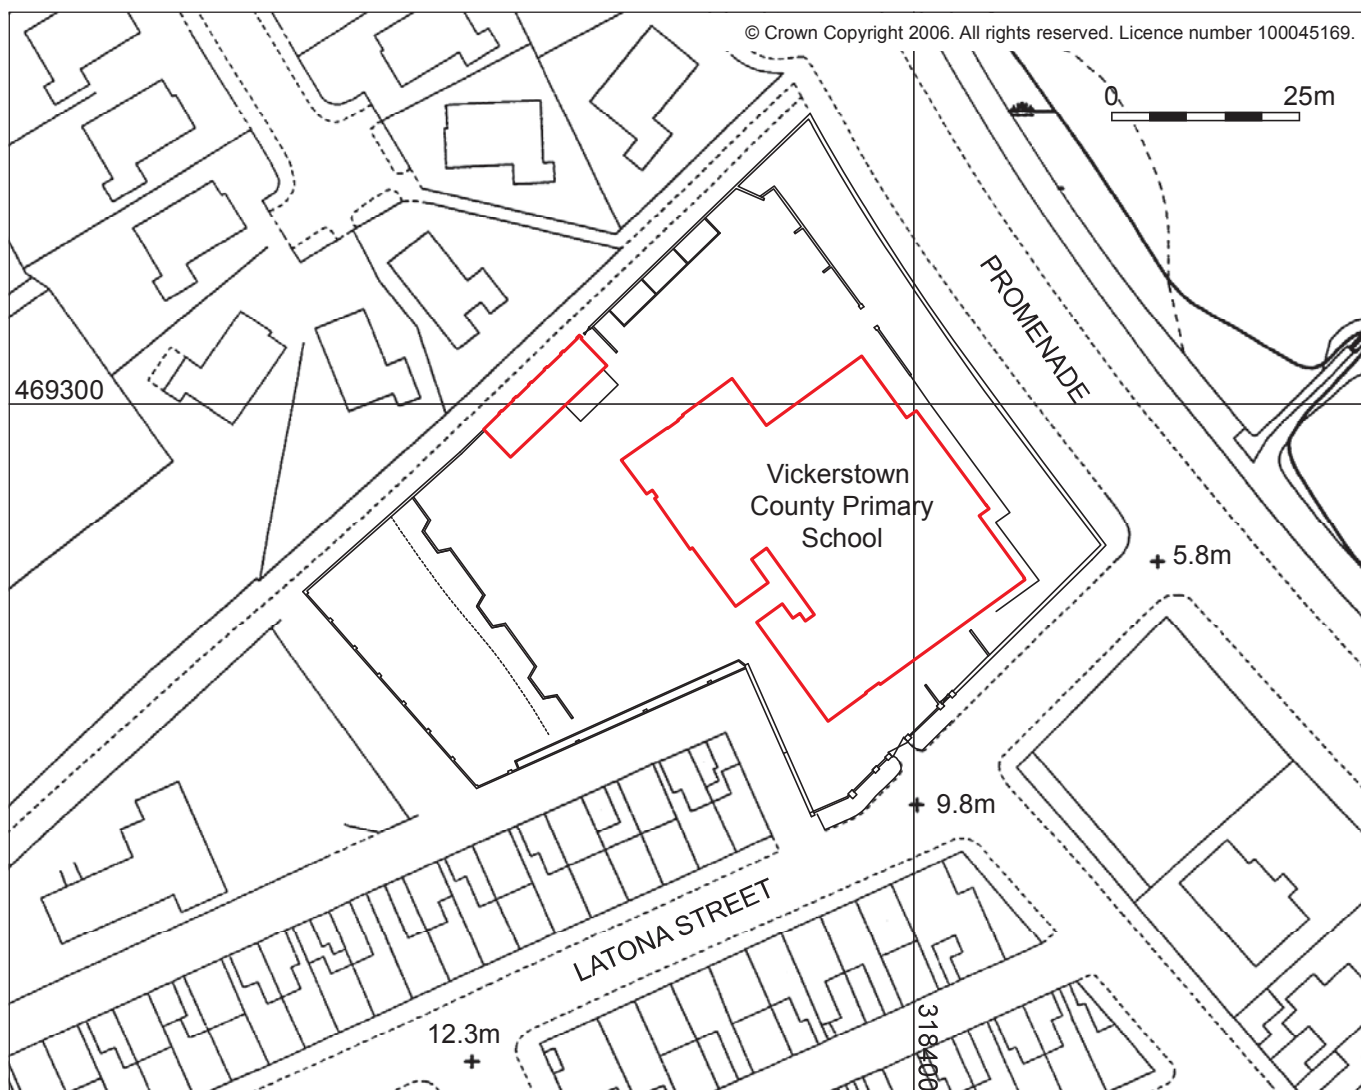 © Crown Copyright 2006. All rights reserved. Licence number 100045169.
0 25m
PROMENADE
469300
Vickerstown
County Primary
School
5.8m
9.8m
LATONA STREET
12.3m
318400